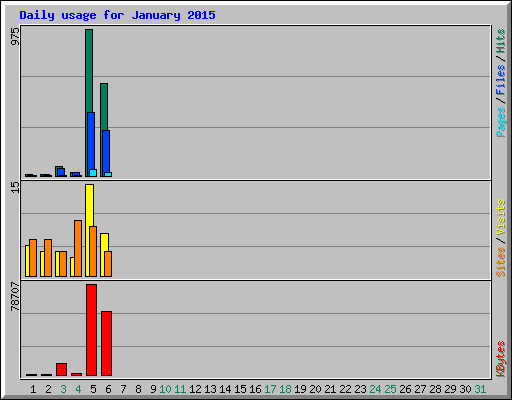 Daily usage for January 2015
975
Pages / Files / Hits
15
Sites / Visits
78707
KBytes
1 2 3 4 5 6 7 8 9 10 11 12 13 14 15 16 17 18 19 20 21 22 23 24 25 26 27 28 29 30 31